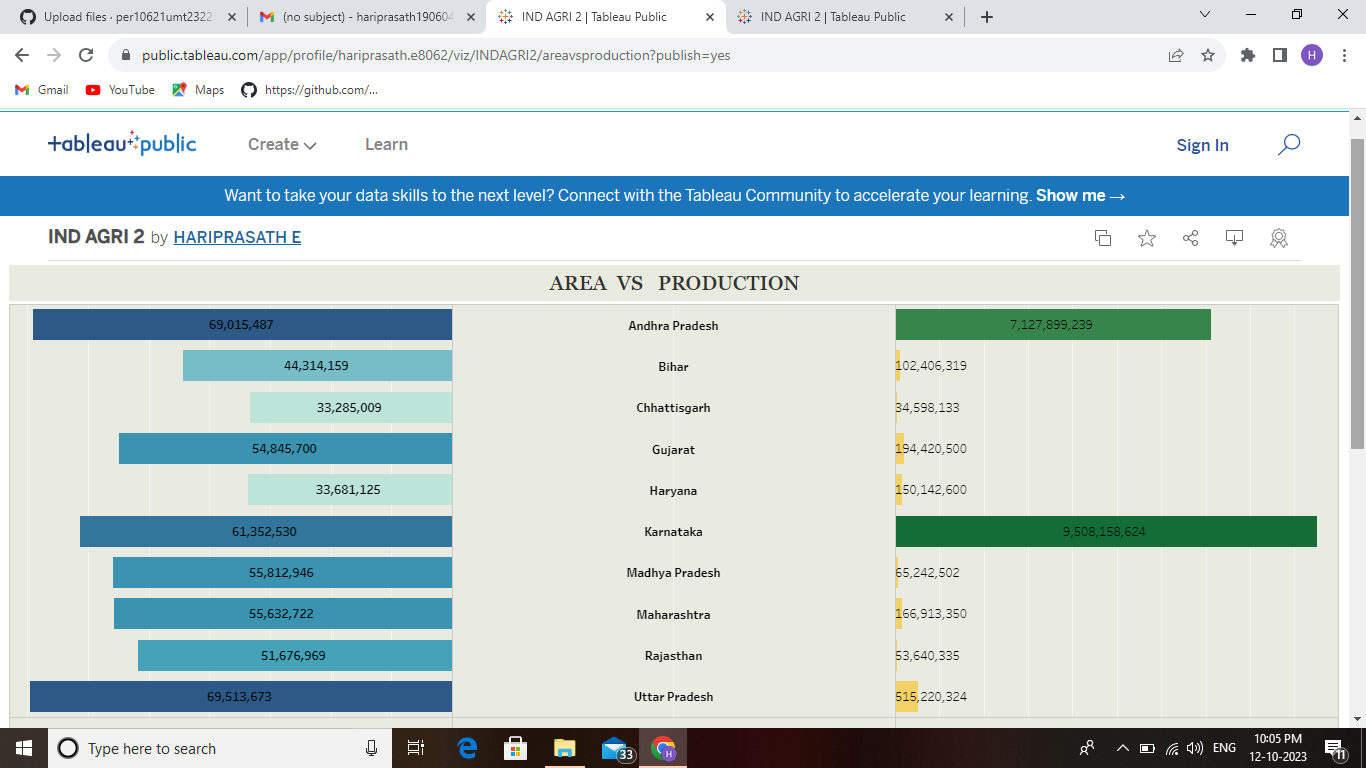 Upload files · per10621umt2322
(no subject) - hariprasath190604
IND AGRI 2 | Tableau Public
IND AGRI 2 | Tableau Public
public.tableau.com/app/profile/hariprasath.e8062/viz/INDAGRI2/areavsproduction?publish=yes
H
Gmail
YouTube
Maps
https://github.com/...
+ableau+public
Create
Learn
Sign In
Want to take your data skills to the next level? Connect with the Tableau Community to accelerate your learning. Show me →
IND AGRI 2 by HARIPRASATH E
AREA VS PRODUCTION
69,015,487 Andhra Pradesh 7,127,899,239
44,314,159 Bihar 102,406,319
33,285,009 Chhattisgarh 34,598,133
54,845,700 Gujarat 194,420,500
33,681,125 Haryana 150,142,600
61,352,530 Karnataka 9,508,158,624
55,812,946 Madhya Pradesh 65,242,502
55,632,722 Maharashtra 166,913,350
51,676,969 Rajasthan 53,640,335
69,513,673 Uttar Pradesh 515,220,324
Type here to search
33
H
ENG
10:05 PM
12-10-2023
11